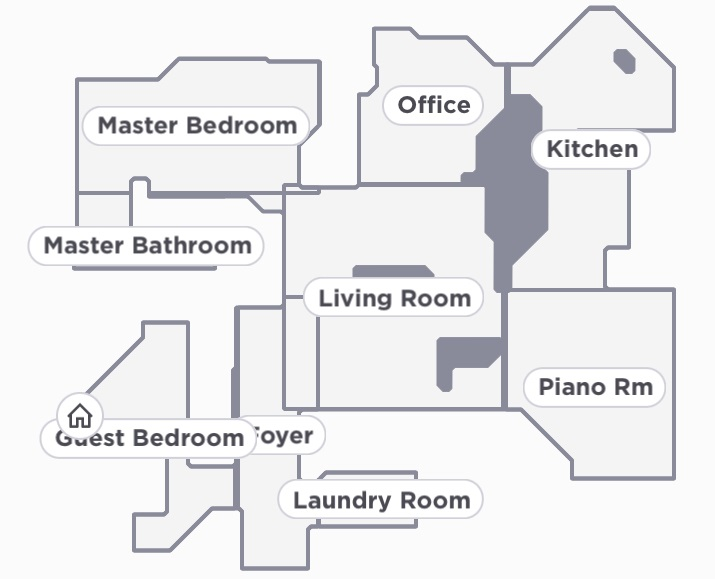 Office
Master Bedroom
Kitchen
Master Bathroom
Living Room
Piano Rm
Guest Bedroom
Foyer
Laundry Room